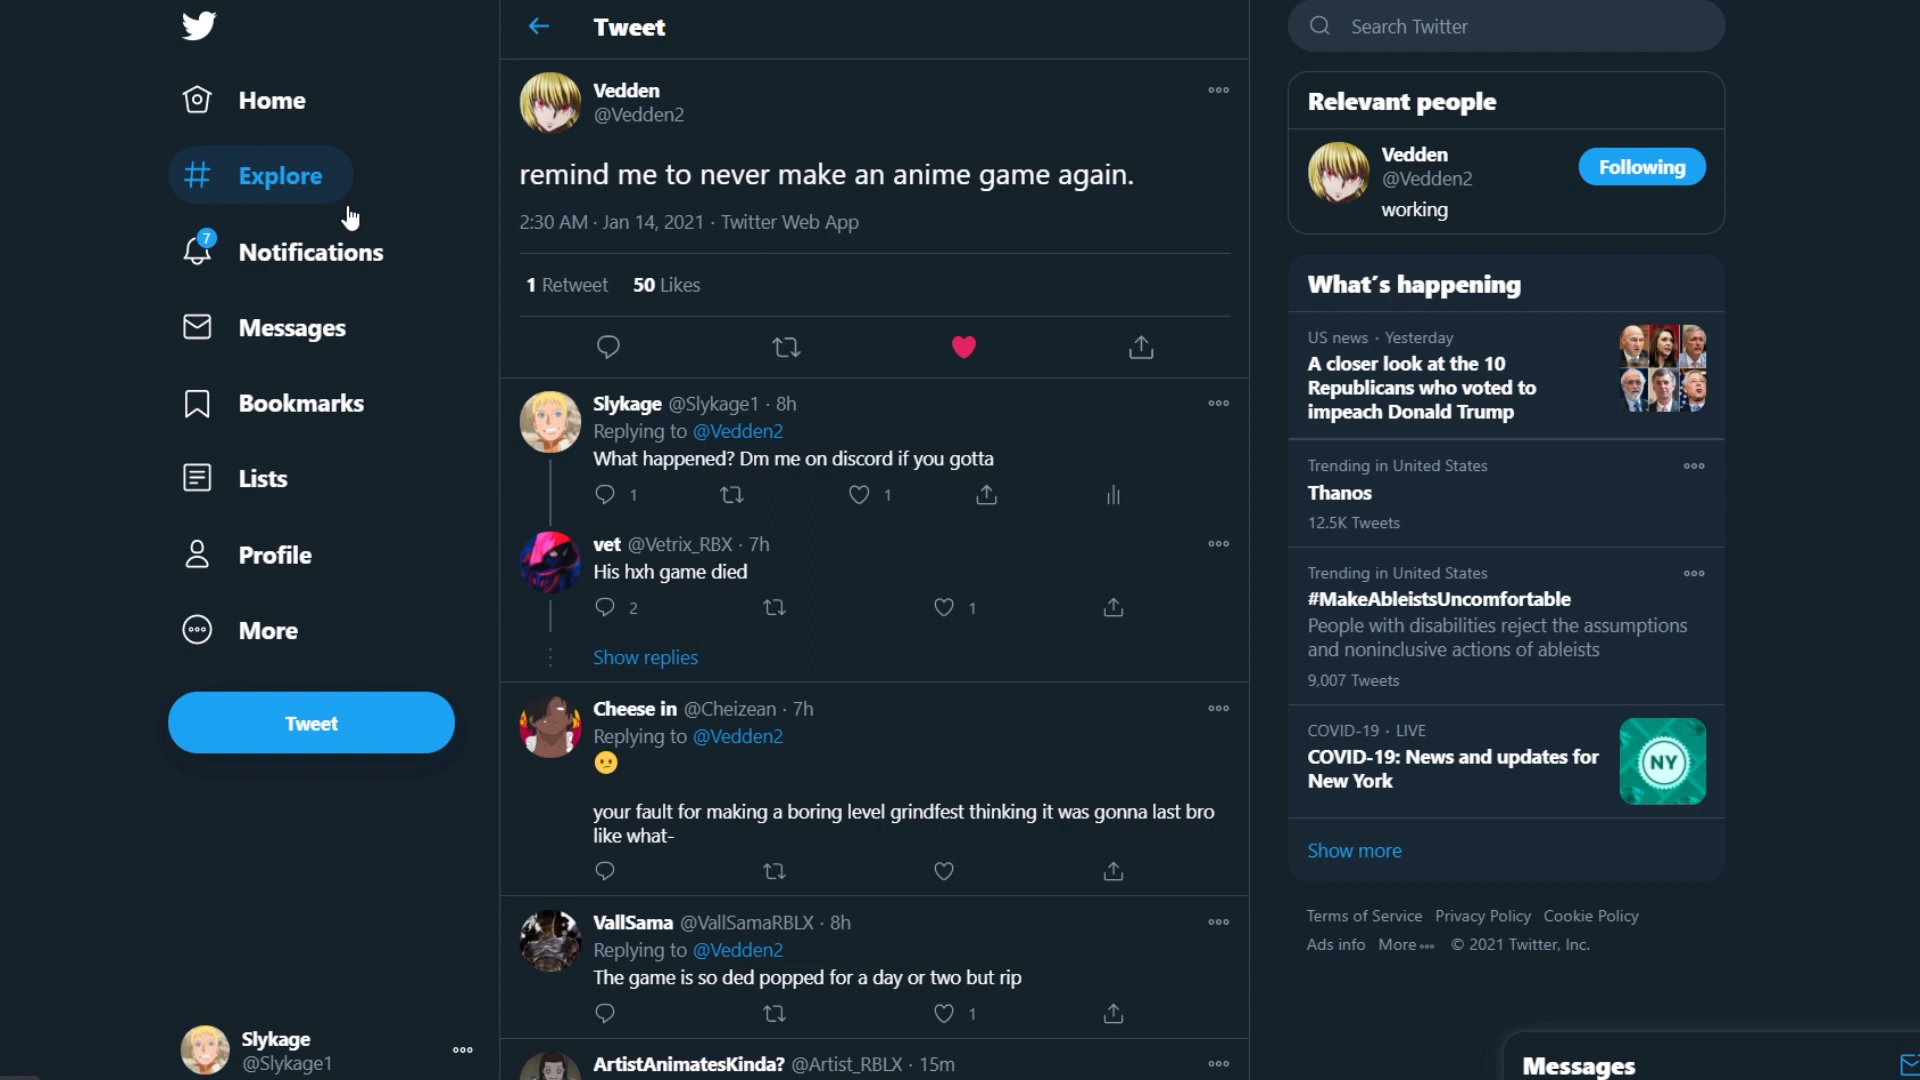 Home
Explore
7
Notifications
Messages
Bookmarks
Lists
Profile
More
Tweet
Slykage
@Slykage1
Tweet
Vedden
@Vedden2
remind me to never make an anime game again.
2:30 AM · Jan 14, 2021 · Twitter Web App
1 Retweet 50 Likes
Slykage @Slykage1 · 8h
Replying to @Vedden2
What happened? Dm me on discord if you gotta
1 1
vet @Vetrix_RBX · 7h
His hxh game died
2 1
Show replies
Cheese in @Cheizean · 7h
Replying to @Vedden2
😕
your fault for making a boring level grindfest thinking it was gonna last bro
like what-
VallSama @VallSamaRBLX · 8h
Replying to @Vedden2
The game is so ded popped for a day or two but rip
1
ArtistAnimatesKinda? @Artist_RBLX · 15m
Search Twitter
Relevant people
Vedden
@Vedden2
Following
working
What's happening
US news · Yesterday
A closer look at the 10
Republicans who voted to
impeach Donald Trump
Trending in United States
Thanos
12.5K Tweets
Trending in United States
#MakeAbleistsUncomfortable
People with disabilities reject the assumptions
and noninclusive actions of ableists
9,007 Tweets
COVID-19 · LIVE
COVID-19: News and updates for
New York
NY
Show more
Terms of Service Privacy Policy Cookie Policy
Ads info More © 2021 Twitter, Inc.
Messages